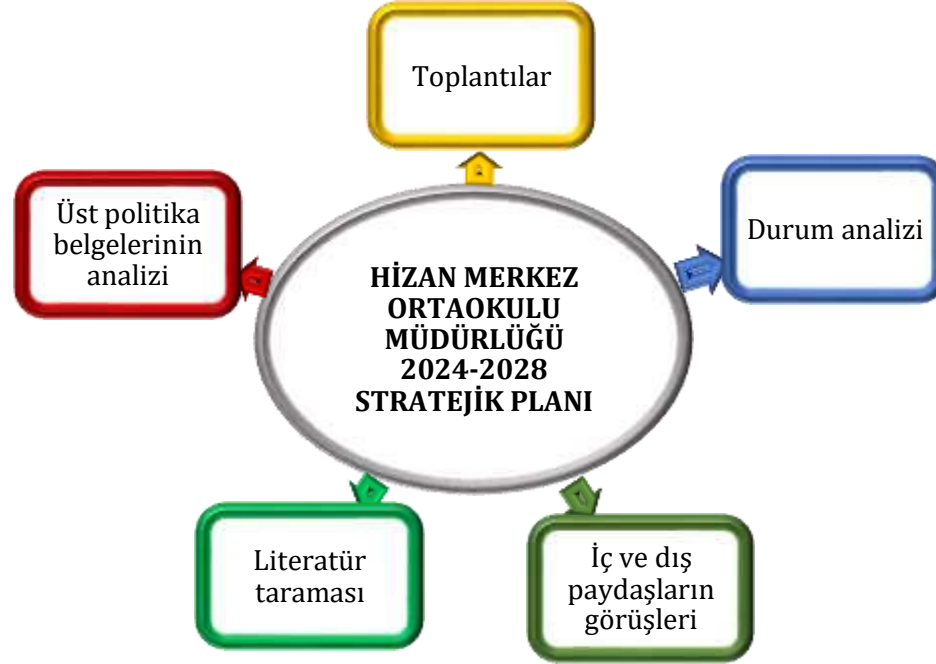 Toplantılar
Üst politika
belgelerinin
analizi
Durum analizi
HİZAN MERKEZ
ORTAOKULU
MÜDÜRLÜĞÜ
2024-2028
STRATEJİK PLANI
Literatür
taraması
İç ve dış
paydaşların
görüşleri